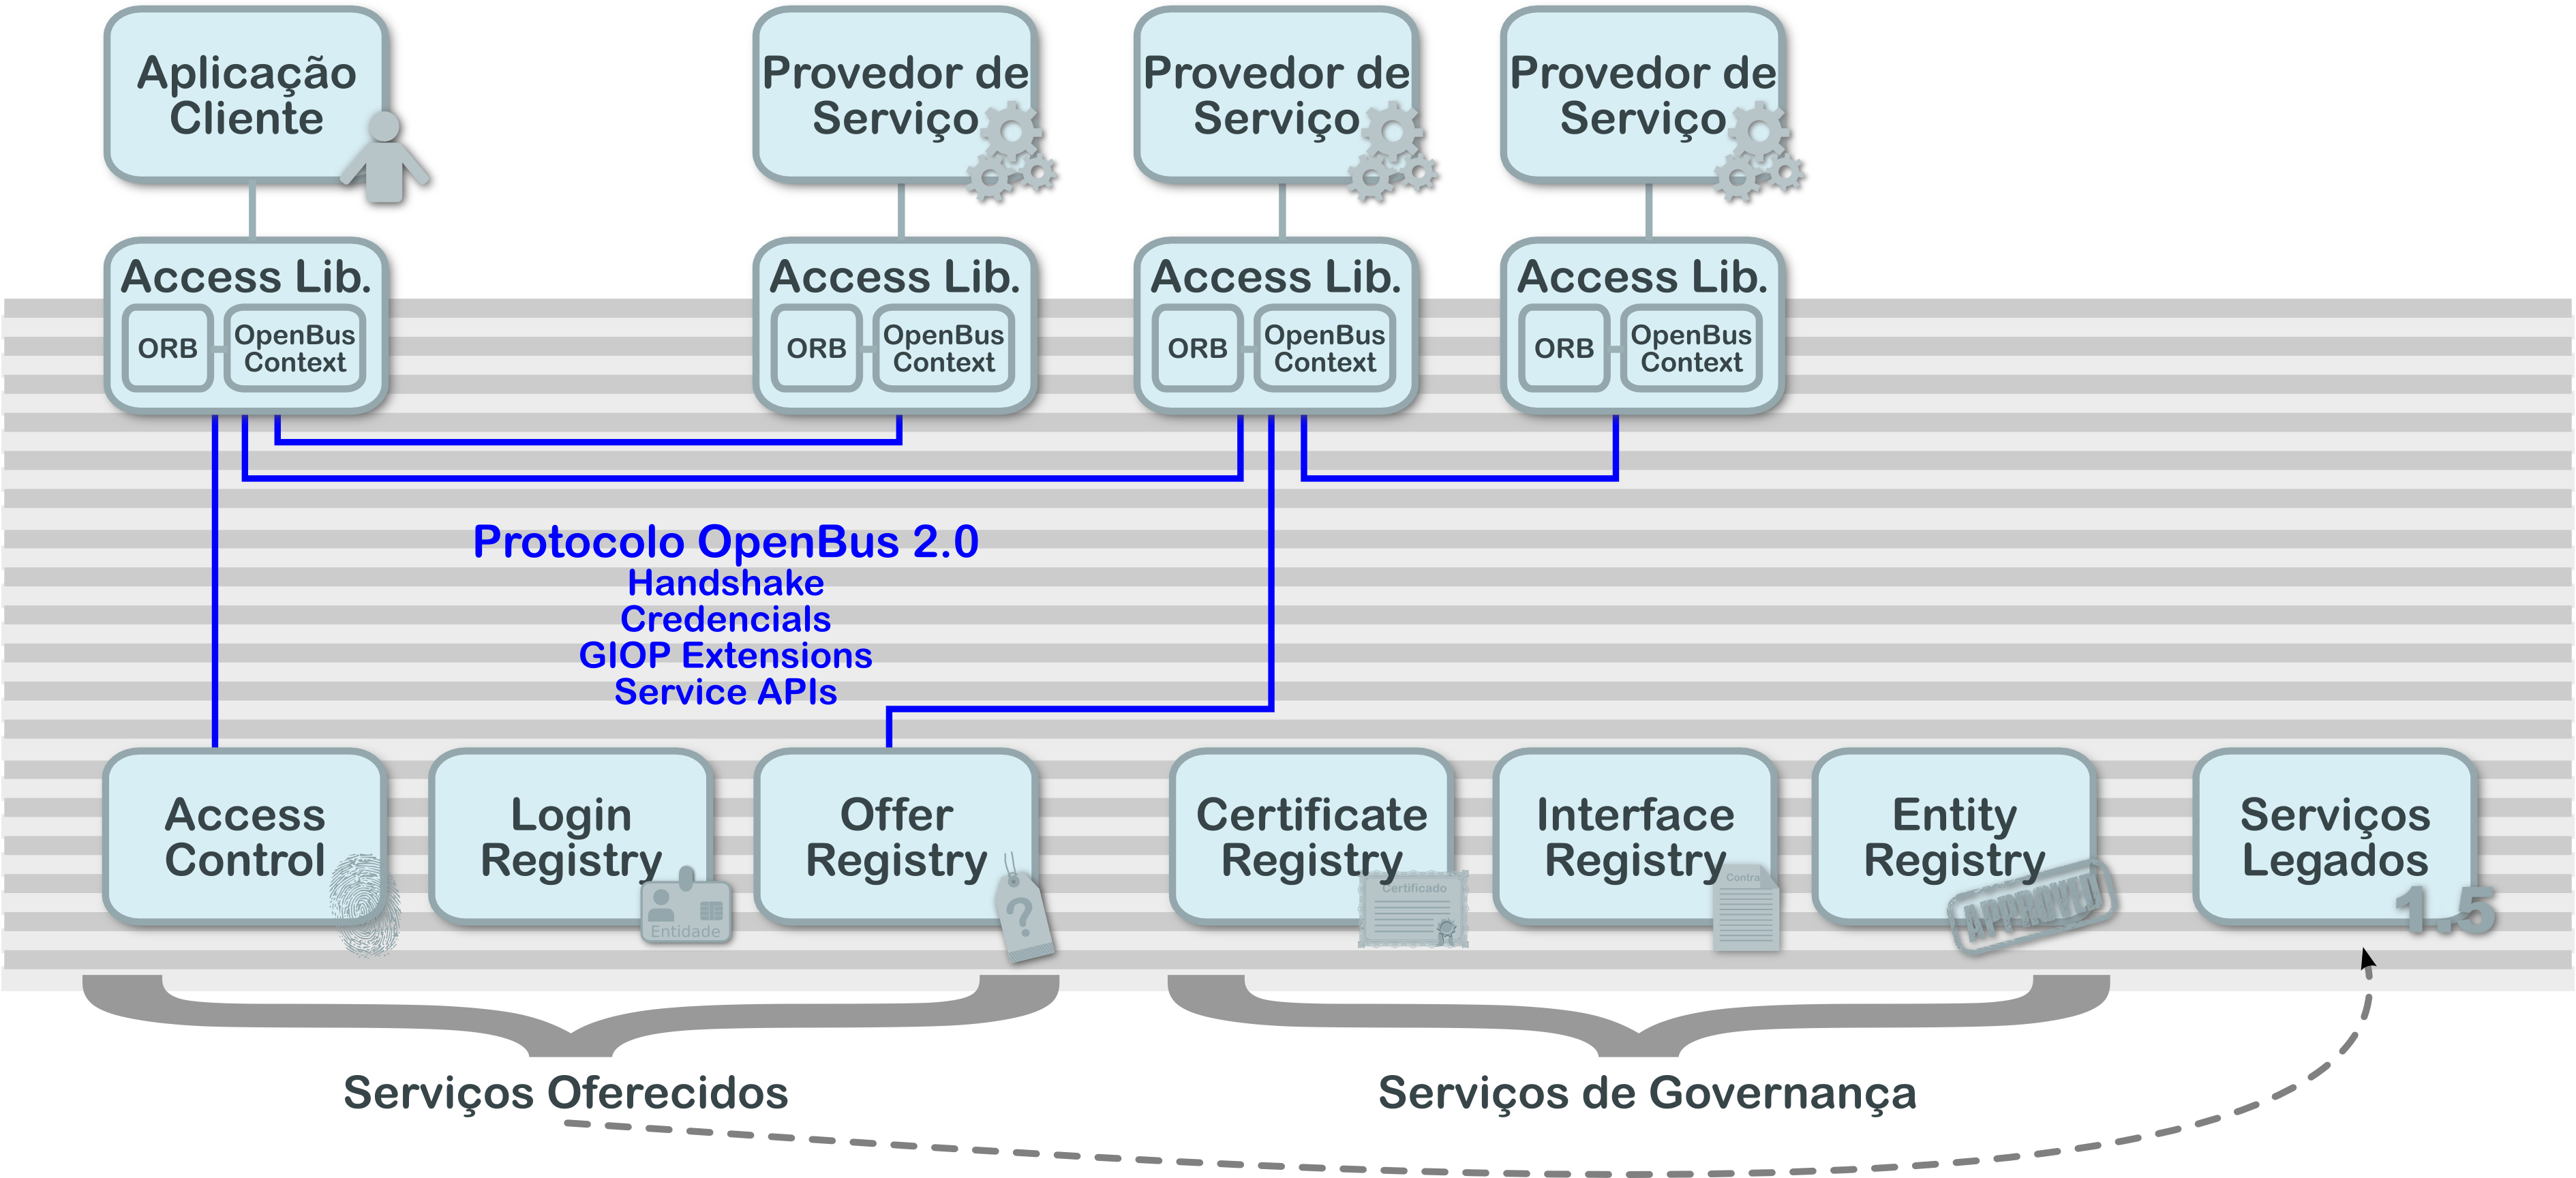 Aplicação
Cliente
Provedor de
Serviço
Provedor de
Serviço
Provedor de
Serviço
Access Lib.
ORB
OpenBus
Context
Access Lib.
ORB
OpenBus
Context
Access Lib.
ORB
OpenBus
Context
Access Lib.
ORB
OpenBus
Context
Protocolo OpenBus 2.0
Handshake
Credencials
GIOP Extensions
Service APIs
Access
Control
Login
Registry
Entidade
Offer
Registry
?
Certificate
Registry
Certificado
Interface
Registry
Contra
Entity
Registry
APPROVED
Serviços
Legados
1.5
Serviços Oferecidos
Serviços de Governança